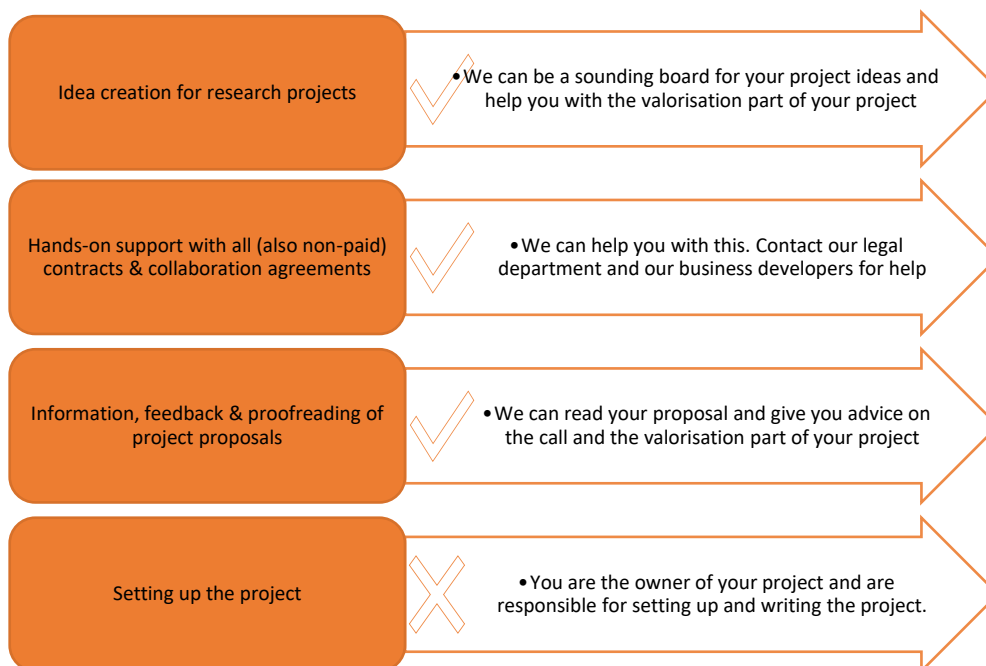 Idea creation for research projects
•We can be a sounding board for your project ideas and
help you with the valorisation part of your project
Hands-on support with all (also non-paid)
contracts & collaboration agreements
•We can help you with this. Contact our legal
department and our business developers for help
Information, feedback & proofreading of
project proposals
•We can read your proposal and give you advice on
the call and the valorisation part of your project
Setting up the project
•You are the owner of your project and are
responsible for setting up and writing the project.